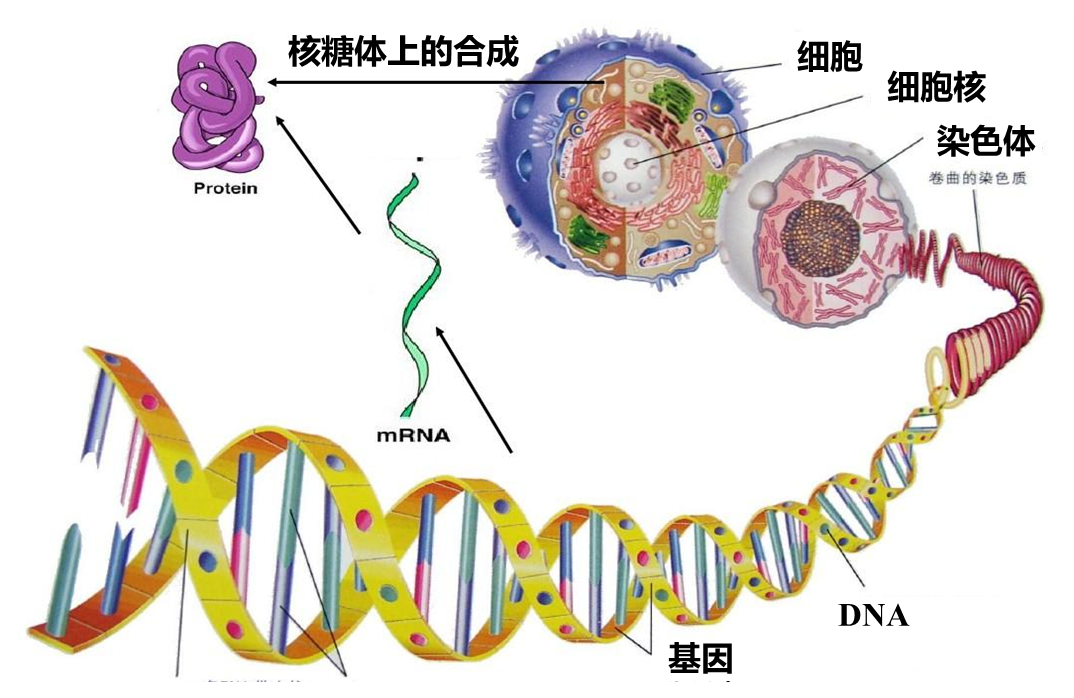 核糖体上的合成
细胞
细胞核
染色体
卷曲的染色质
Protein
mRNA
DNA
基因